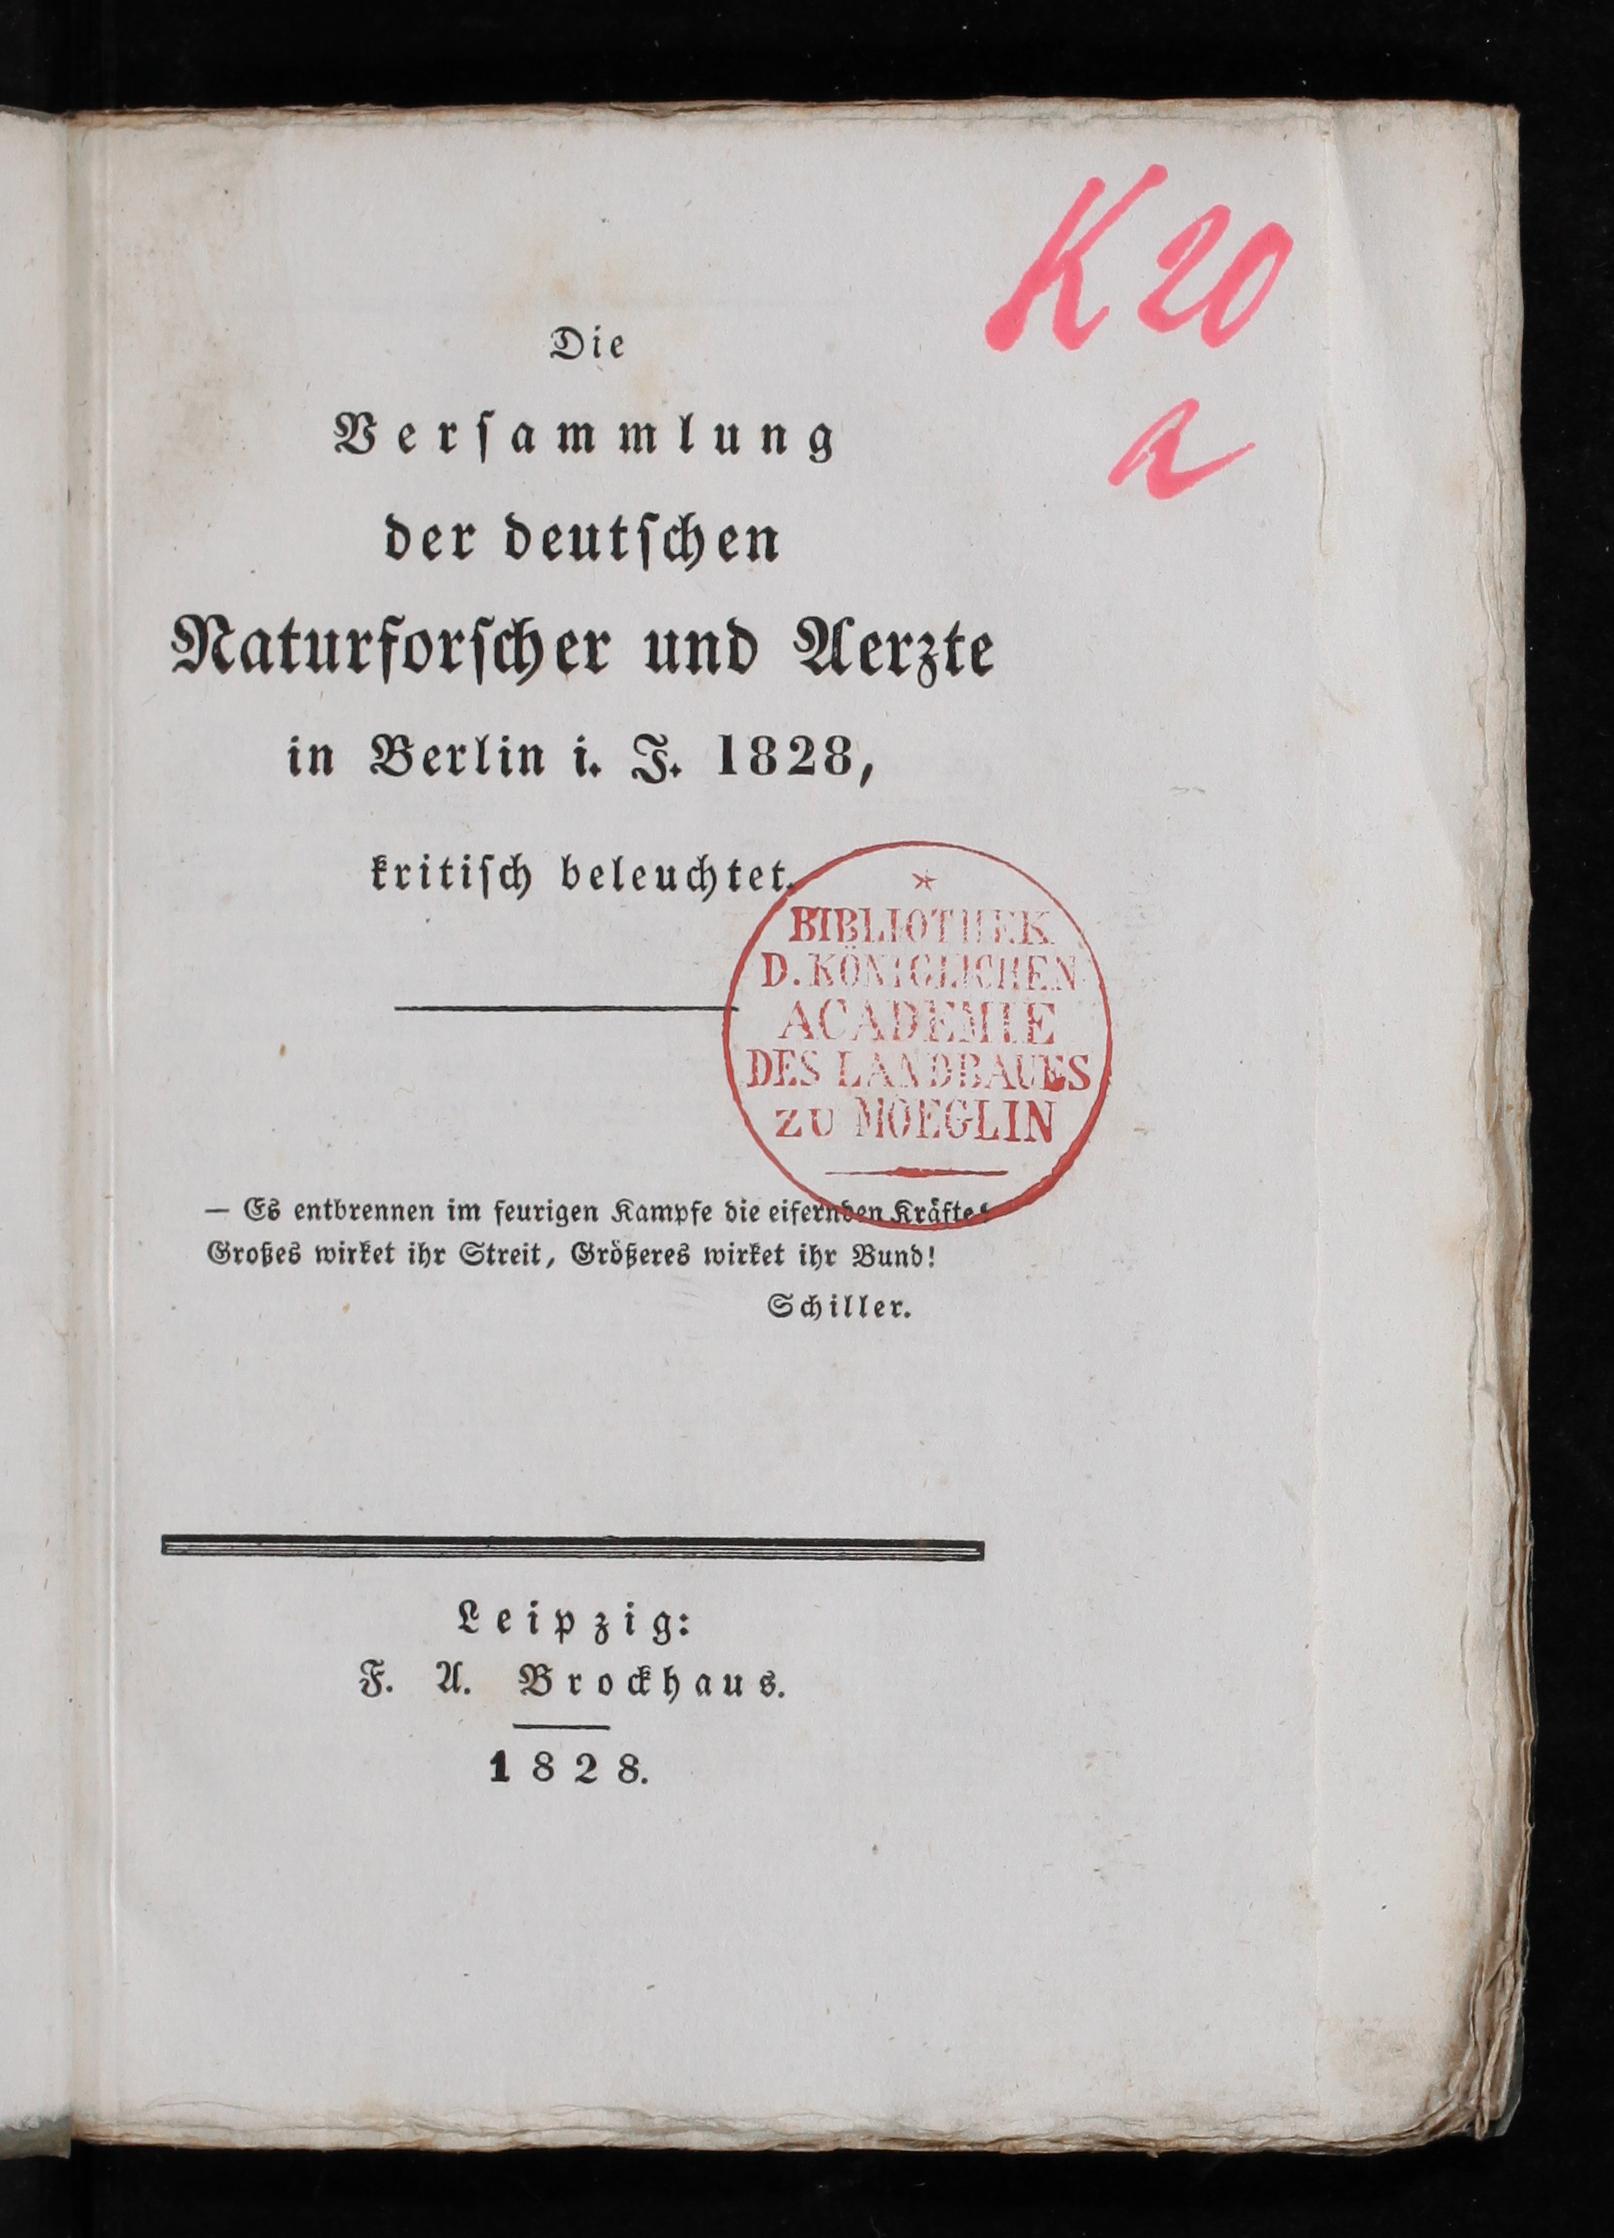 K 20
a
Die
Verſammlung
der deutſchen
Naturforſcher und Aerzte
in Berlin i. J. 1828,
kritiſch beleuchtet.
BIBLIOTHEK
D. KÖNIGLICHEN
ACADEMIE
DES LANDBAUES
ZU MOEGLIN
— Es entbrennen im feurigen Kampfe die eifernden Kräfte!
Großes wirket ihr Streit, Größeres wirket ihr Bund!
Schiller.
Leipzig:
F. A. Brockhaus.
1828.